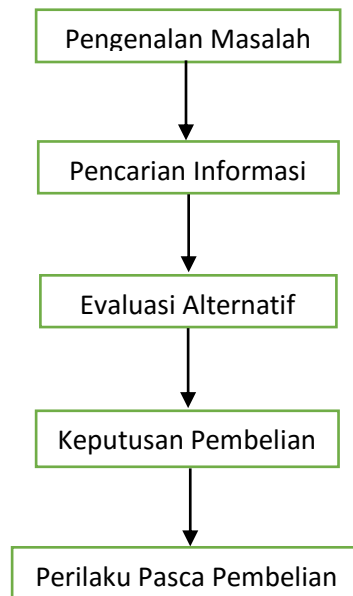 Pengenalan Masalah
Pencarian Informasi
Evaluasi Alternatif
Keputusan Pembelian
Perilaku Pasca Pembelian